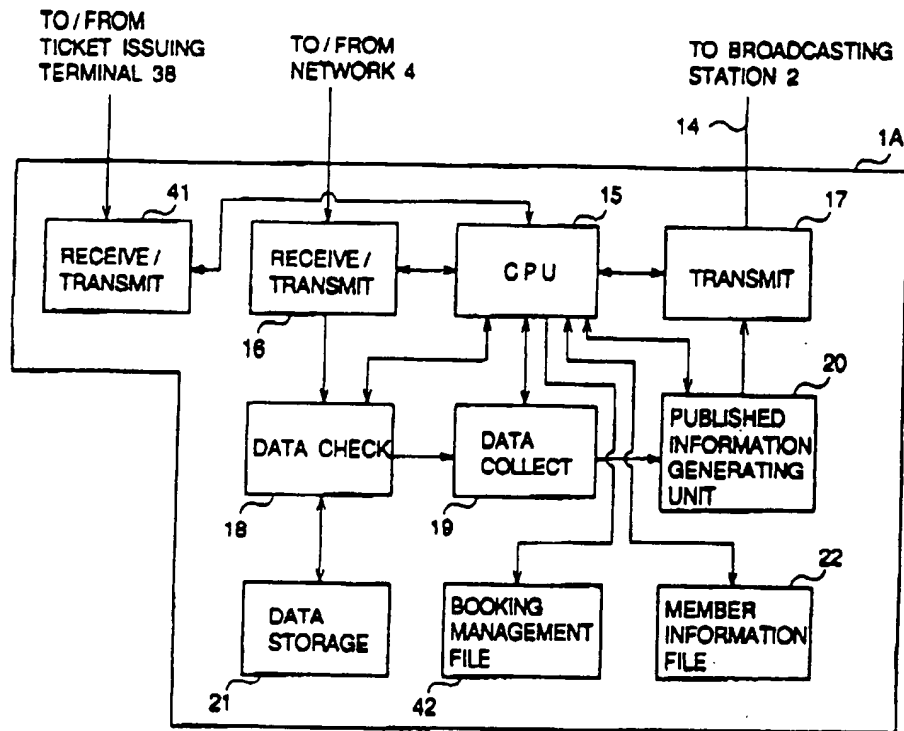 TO/FROM
TICKET ISSUING
TERMINAL 38
TO/FROM
NETWORK 4
TO BROADCASTING
STATION 2
14
1A
41
RECEIVE/
TRANSMIT
RECEIVE/
TRANSMIT
16
15
CPU
17
TRANSMIT
DATA CHECK
18
DATA
COLLECT
19
20
PUBLISHED
INFORMATION
GENERATING
UNIT
DATA
STORAGE
21
BOOKING
MANAGEMENT
FILE
42
22
MEMBER
INFORMATION
FILE